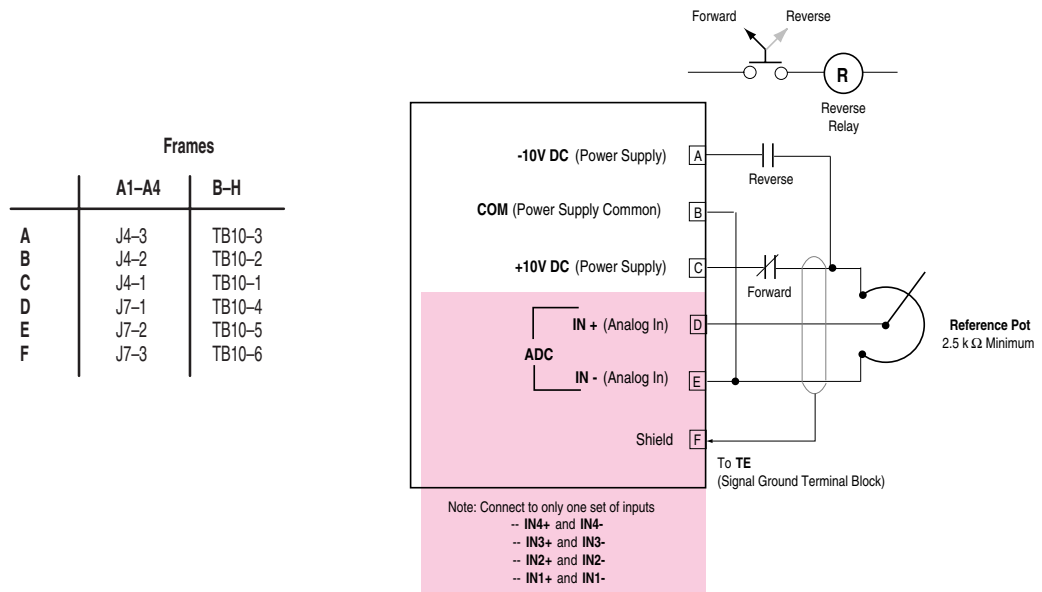 Forward Reverse
R
Reverse
Relay
Frames
A1–A4 B–H
A J4–3 TB10–3
B J4–2 TB10–2
C J4–1 TB10–1
D J7–1 TB10–4
E J7–2 TB10–5
F J7–3 TB10–6
-10V DC (Power Supply) A
Reverse
COM (Power Supply Common) B
+10V DC (Power Supply) C
Forward
IN + (Analog In) D
ADC
IN - (Analog In) E
Reference Pot
2.5 k Ω Minimum
Shield F
To TE
(Signal Ground Terminal Block)
Note: Connect to only one set of inputs
-- IN4+ and IN4-
-- IN3+ and IN3-
-- IN2+ and IN2-
-- IN1+ and IN1-